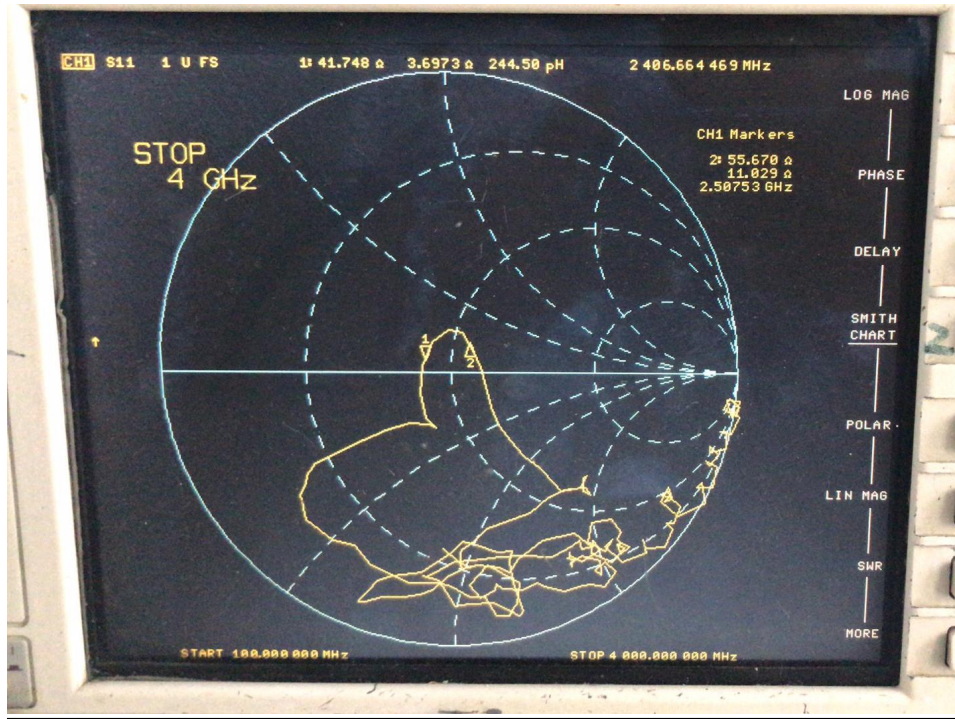 CH1 S11 1 U FS 1: 41.748 Ω 3.6973 Ω 244.50 pH 2 406.664 469 MHz
LOG MAG
CH1 Markers
STOP
4 GHz
2: 55.670 Ω
11.029 Ω
2.50753 GHz
PHASE
DELAY
SMITH
CHART
1
2
POLAR
LIN MAG
SWR
MORE
START 100.000 000 MHz STOP 4 000.000 000 MHz